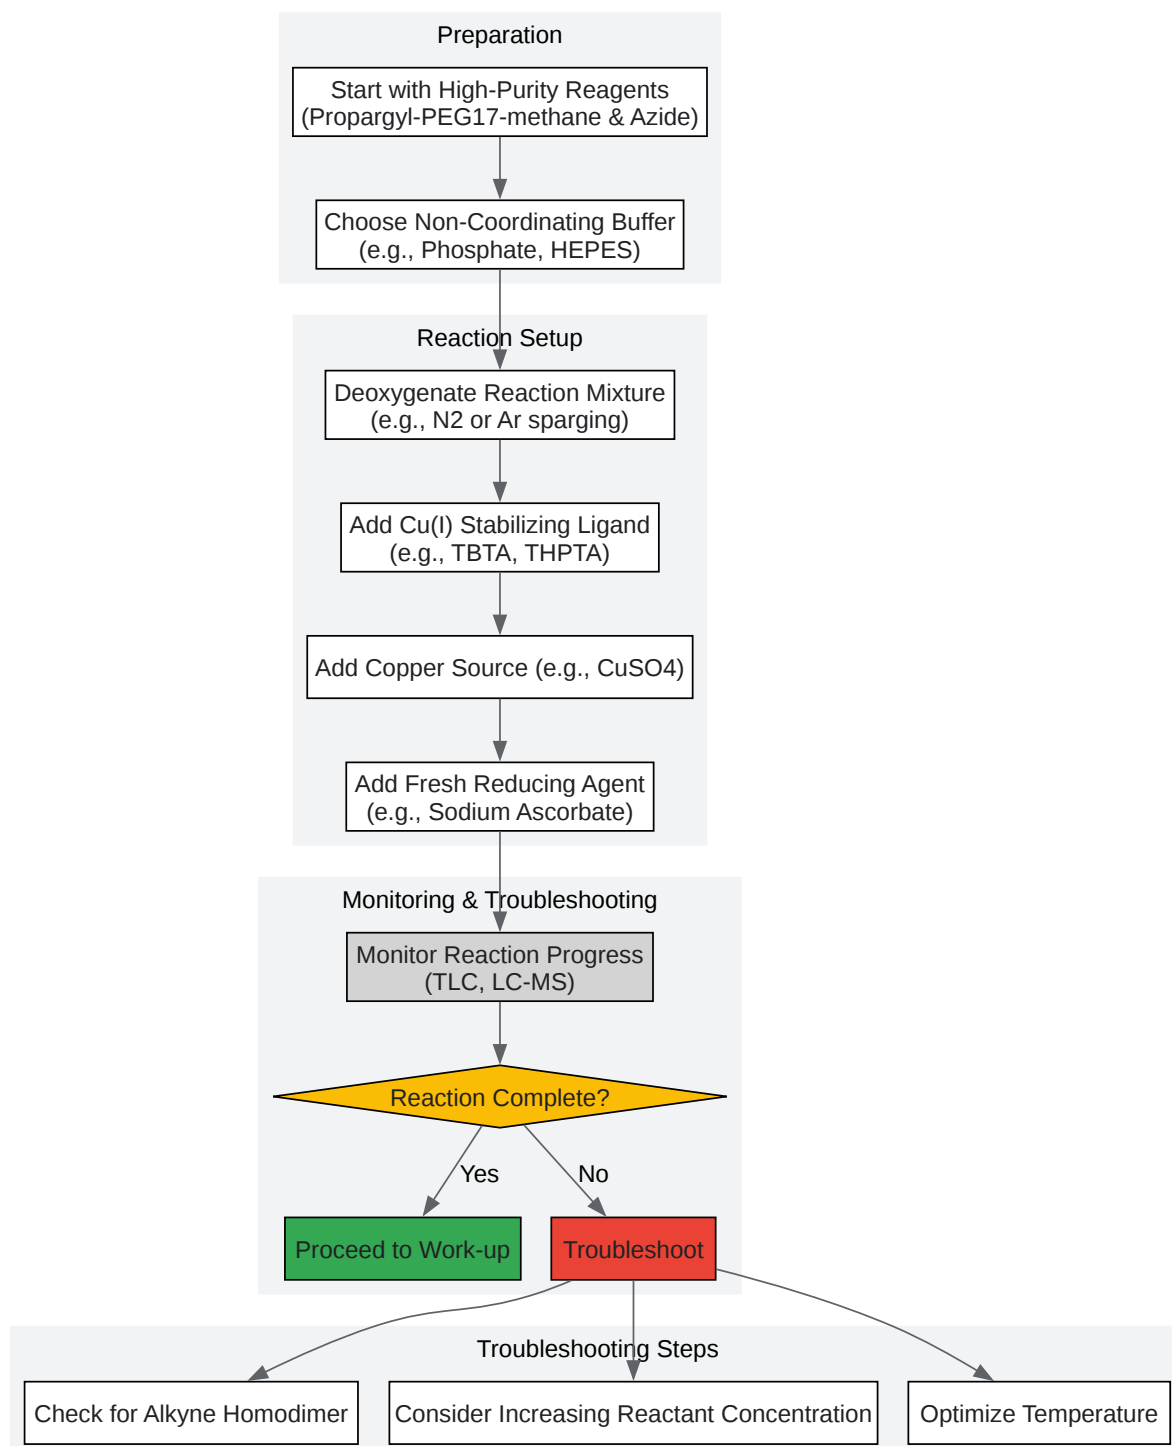 Preparation
Start with High-Purity Reagents
(Propargyl-PEG17-methane & Azide)
Choose Non-Coordinating Buffer
(e.g., Phosphate, HEPES)
Reaction Setup
Deoxygenate Reaction Mixture
(e.g., N2 or Ar sparging)
Add Cu(I) Stabilizing Ligand
(e.g., TBTA, THPTA)
Add Copper Source (e.g., CuSO4)
Add Fresh Reducing Agent
(e.g., Sodium Ascorbate)
Monitoring & Troubleshooting
Monitor Reaction Progress
(TLC, LC-MS)
Reaction Complete?
Yes
No
Proceed to Work-up
Troubleshoot
Troubleshooting Steps
Check for Alkyne Homodimer
Consider Increasing Reactant Concentration
Optimize Temperature